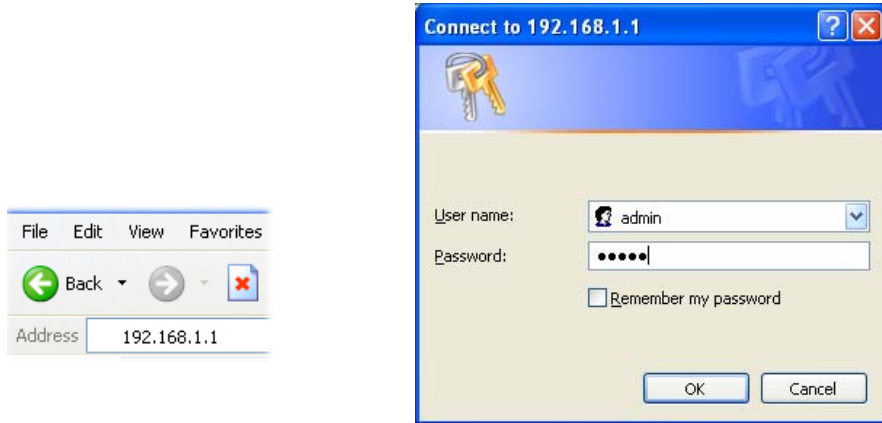 File Edit View Favorites
Back
Address 192.168.1.1
Connect to 192.168.1.1
User name: admin
Password: •••••
Remember my password
OK Cancel